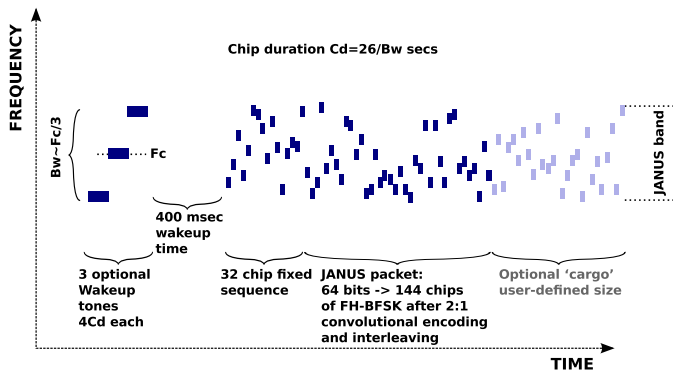 FREQUENCY
Chip duration Cd=26/Bw secs
Bw~Fc/3
Fc
JANUS band
400 msec
wakeup
time
3 optional
Wakeup
tones
4Cd each
32 chip fixed
sequence
JANUS packet:
64 bits -> 144 chips
of FH-BFSK after 2:1
convolutional encoding
and interleaving
Optional ‘cargo’
user-defined size
TIME